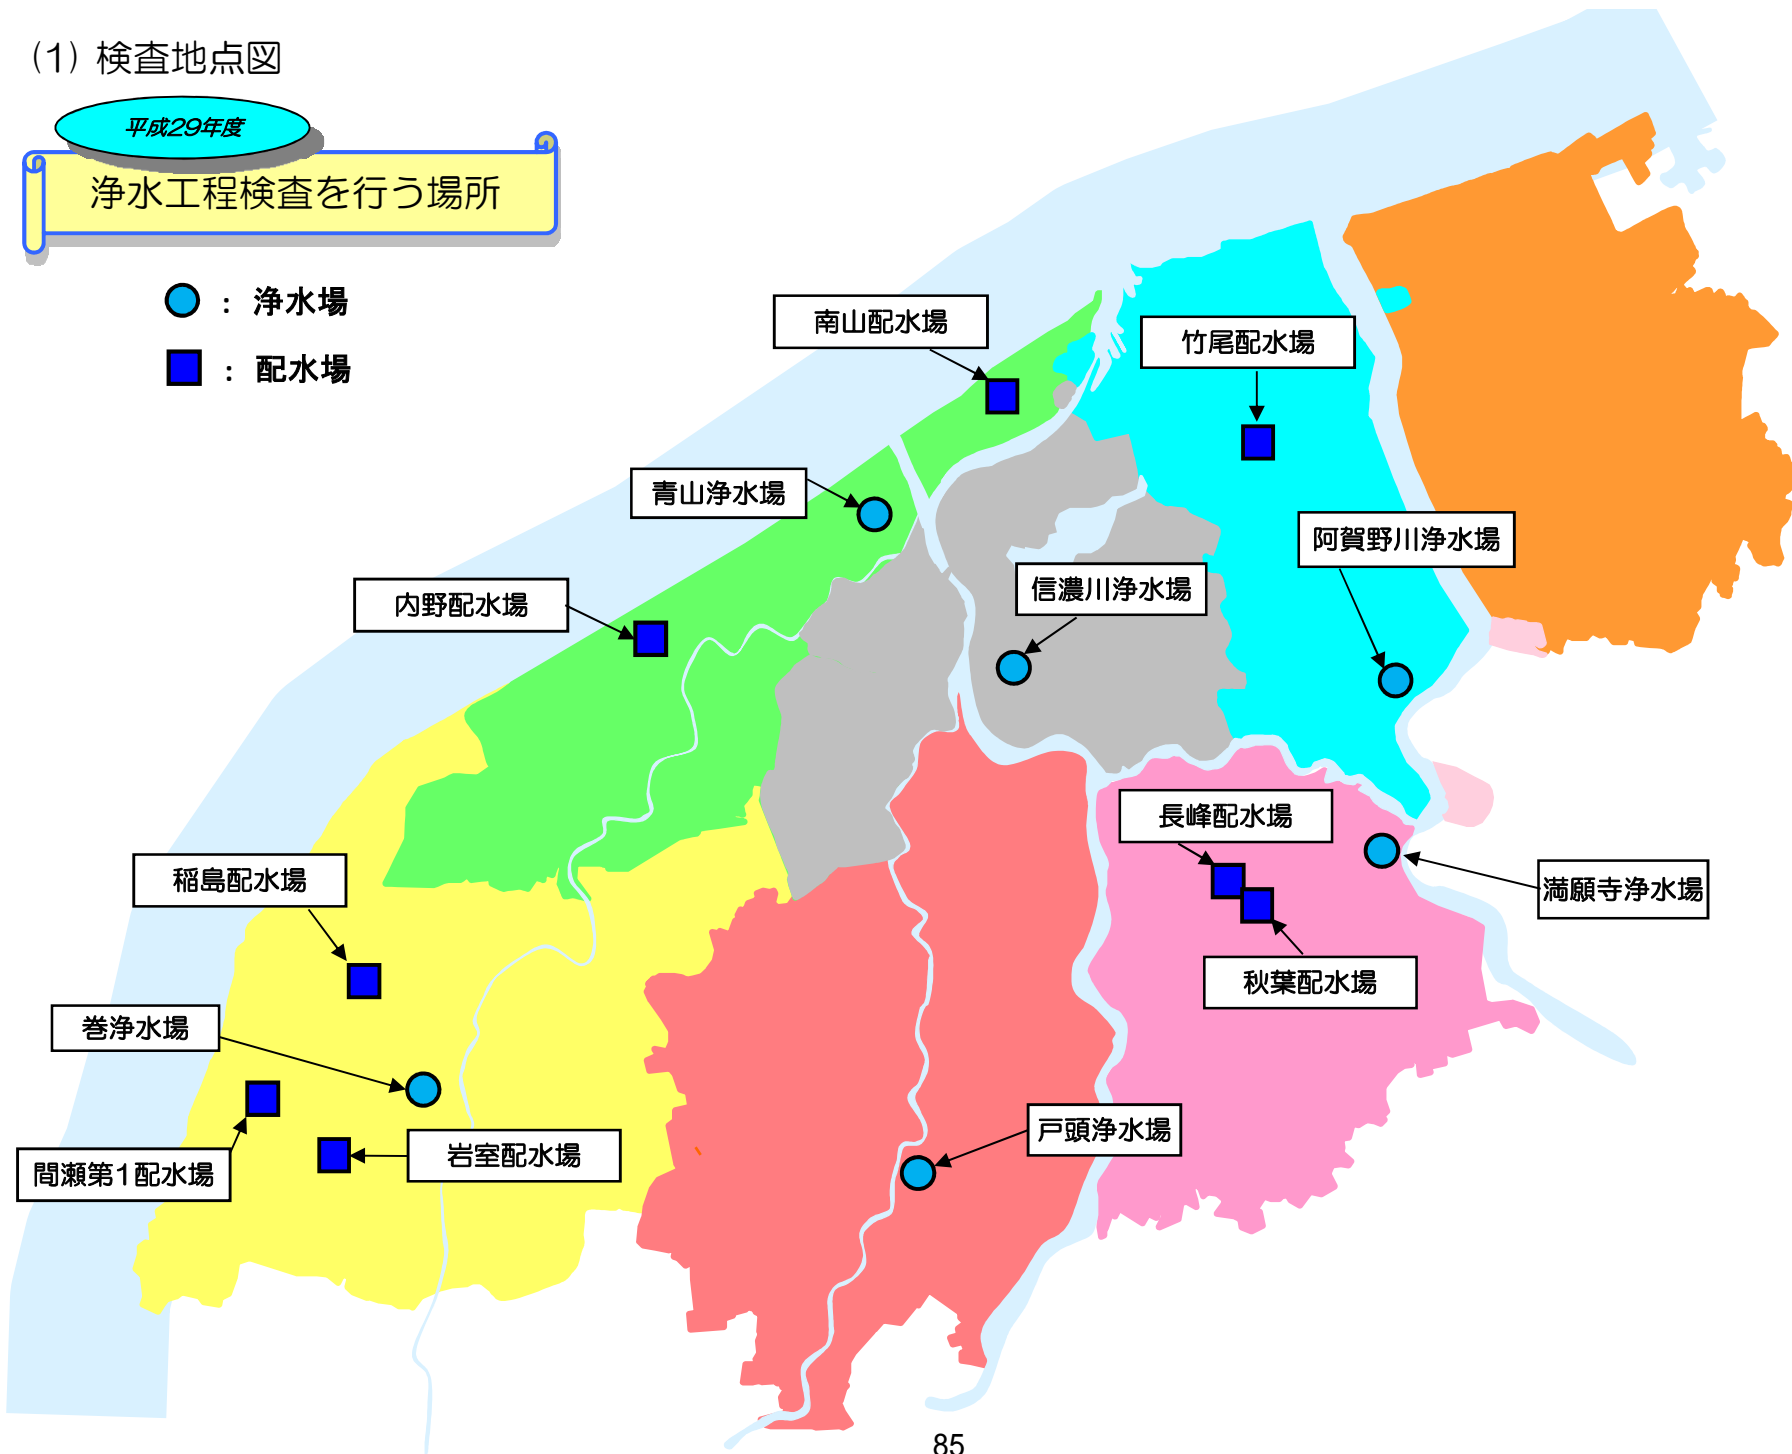 (1) 検査地点図
平成29年度
浄水工程検査を行う場所
： 浄水場
： 配水場
南山配水場
竹尾配水場
青山浄水場
阿賀野川浄水場
内野配水場
信濃川浄水場
長峰配水場
稲島配水場
満願寺浄水場
秋葉配水場
巻浄水場
戸頭浄水場
岩室配水場
間瀬第1配水場
85